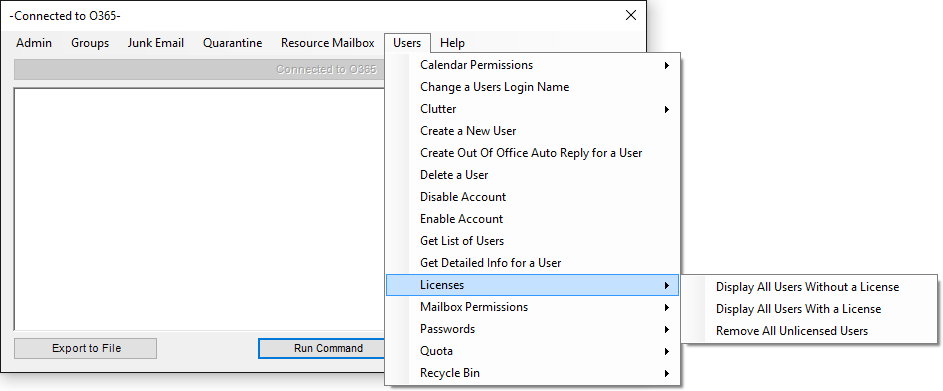 -Connected to O365-
Admin Groups Junk Email Quarantine Resource Mailbox Users Help
Connected to O365
Calendar Permissions
Change a Users Login Name
Clutter
Create a New User
Create Out Of Office Auto Reply for a User
Delete a User
Disable Account
Enable Account
Get List of Users
Get Detailed Info for a User
Licenses
Display All Users Without a License
Display All Users With a License
Remove All Unlicensed Users
Mailbox Permissions
Passwords
Quota
Recycle Bin
Export to File
Run Command